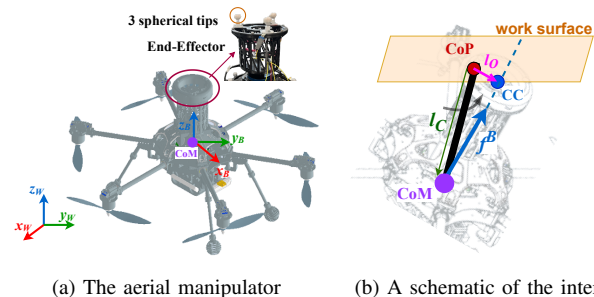 3 spherical tips
End-Effector
z_B
y_B
CoM
x_B
z_W
y_W
x_W
work surface
CoP
l_O
CC
l_C
f^B
CoM
(a) The aerial manipulator
(b) A schematic of the inte